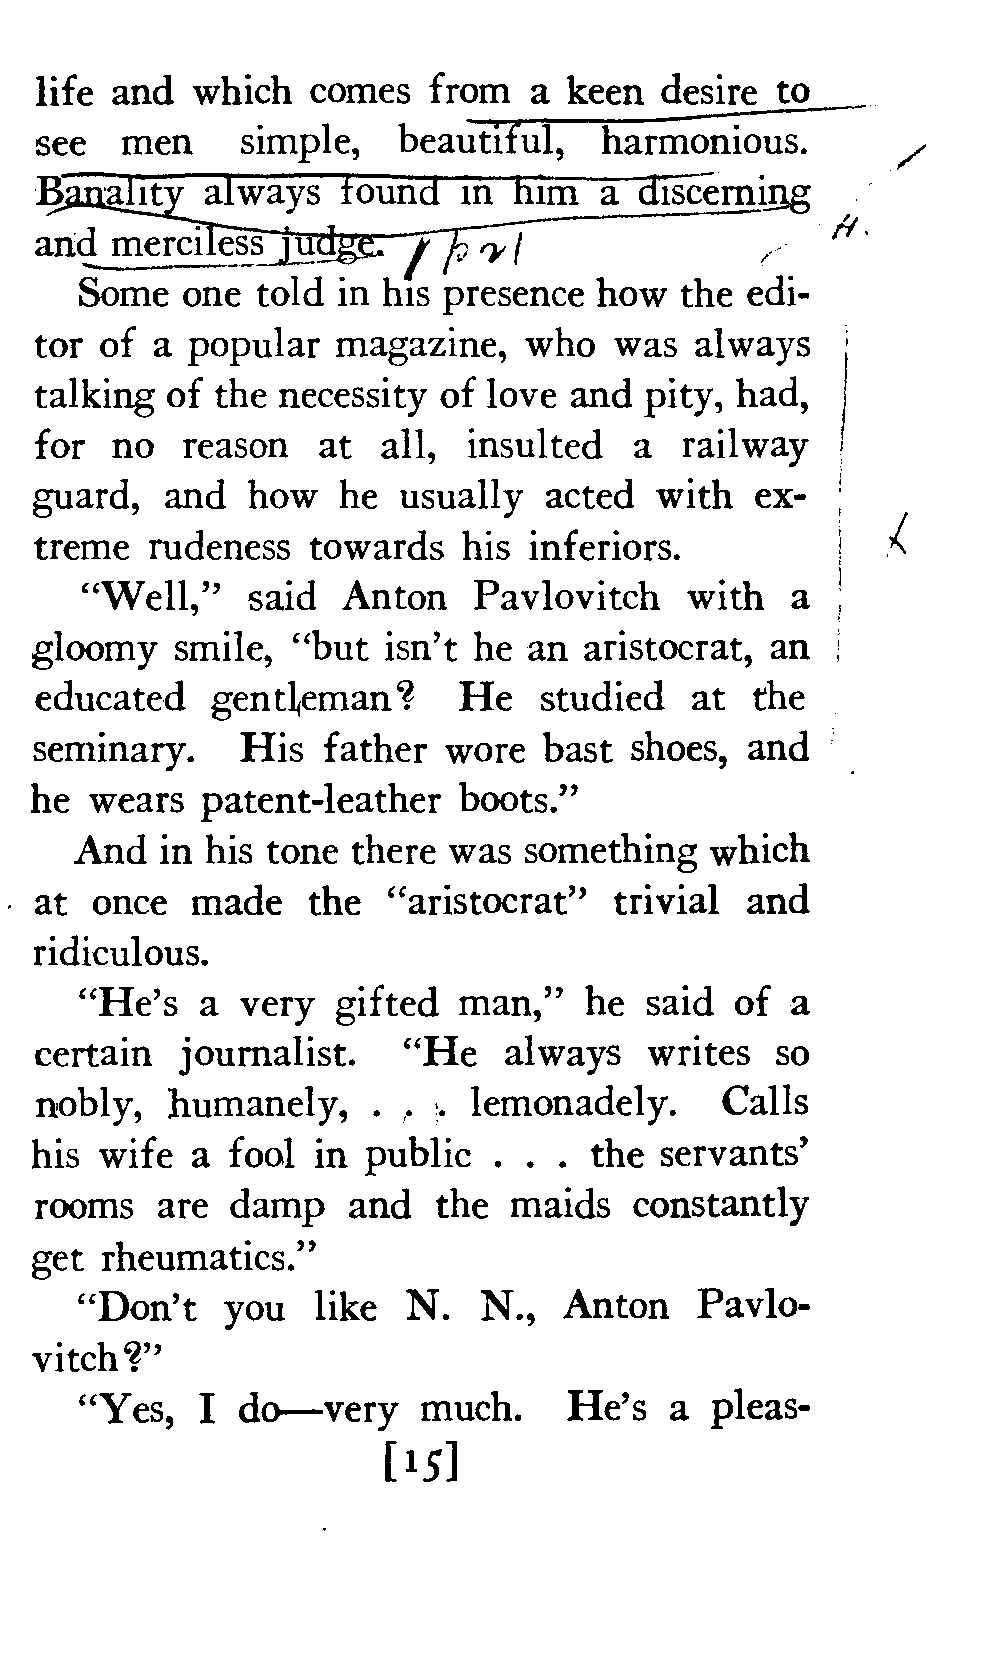 life and which comes from a keen desire to
see men simple, beautiful, harmonious.
Banality always found in him a discerning
and merciless judge. / p 21
H.
Some one told in his presence how the edi-
tor of a popular magazine, who was always
talking of the necessity of love and pity, had,
for no reason at all, insulted a railway
guard, and how he usually acted with ex-
treme rudeness towards his inferiors.
"Well," said Anton Pavlovitch with a
gloomy smile, "but isn't he an aristocrat, an
educated gentleman? He studied at the
seminary. His father wore bast shoes, and
he wears patent-leather boots."
And in his tone there was something which
at once made the "aristocrat" trivial and
ridiculous.
"He's a very gifted man," he said of a
certain journalist. "He always writes so
nobly, humanely, . . . lemonadely. Calls
his wife a fool in public . . . the servants'
rooms are damp and the maids constantly
get rheumatics."
"Don't you like N. N., Anton Pavlo-
vitch?"
"Yes, I do—very much. He's a pleas-
[15]